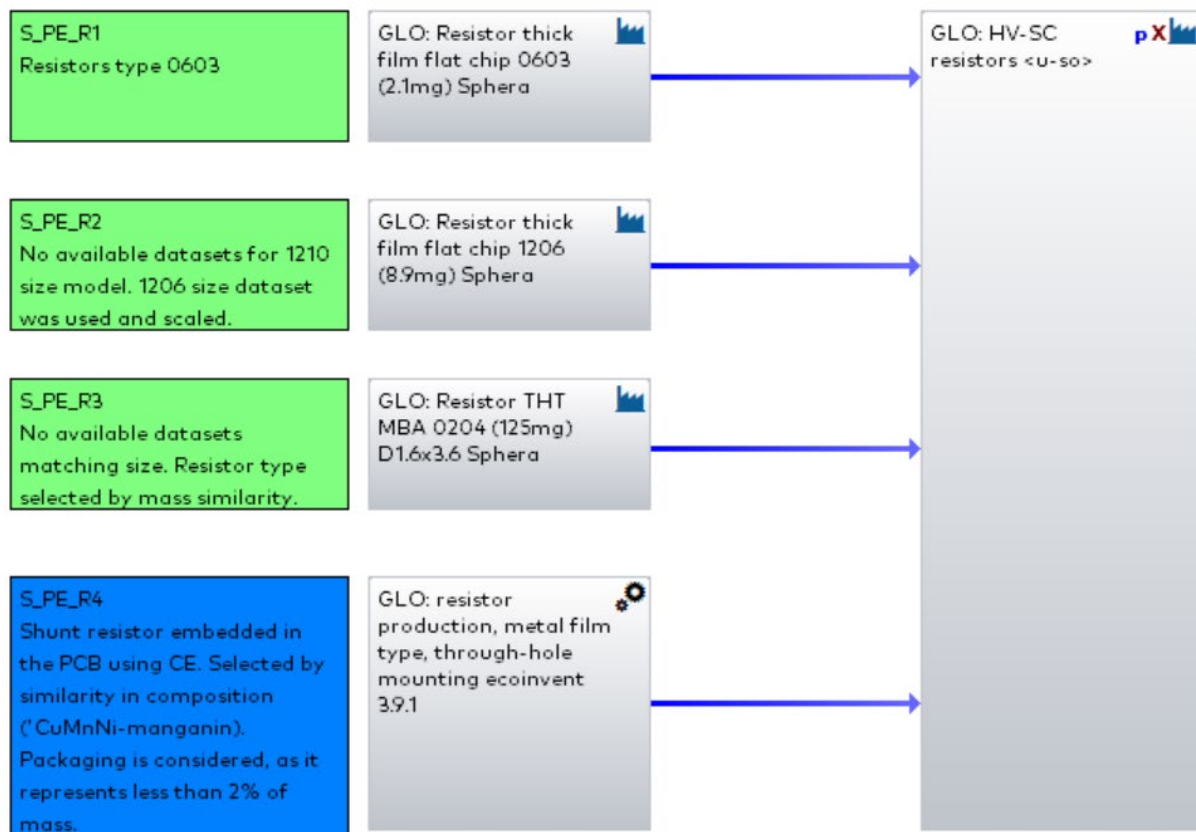 S_PE_R1
Resistors type 0603
GLO: Resistor thick
film flat chip 0603
(2.1mg) Sphera
GLO: HV-SC
resistors <u-so>
pX
S_PE_R2
No available datasets for 1210
size model. 1206 size dataset
was used and scaled.
GLO: Resistor thick
film flat chip 1206
(8.9mg) Sphera
S_PE_R3
No available datasets
matching size. Resistor type
selected by mass similarity.
GLO: Resistor THT
MBA 0204 (125mg)
D1.6x3.6 Sphera
S_PE_R4
Shunt resistor embedded in
the PCB using CE. Selected by
similarity in composition
('CuMnNi-manganin).
Packaging is considered, as it
represents less than 2% of
mass.
GLO: resistor
production, metal film
type, through-hole
mounting ecoinvent
3.9.1